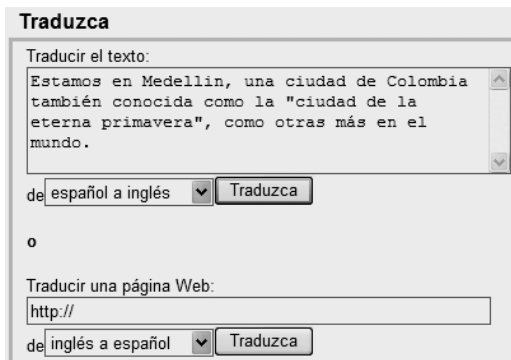 Traduzca
Traducir el texto:
Estamos en Medellin, una ciudad de Colombia
también conocida como la "ciudad de la
eterna primavera", como otras más en el
mundo.
de español a inglés Traduzca
o
Traducir una página Web:
http://
de inglés a español Traduzca